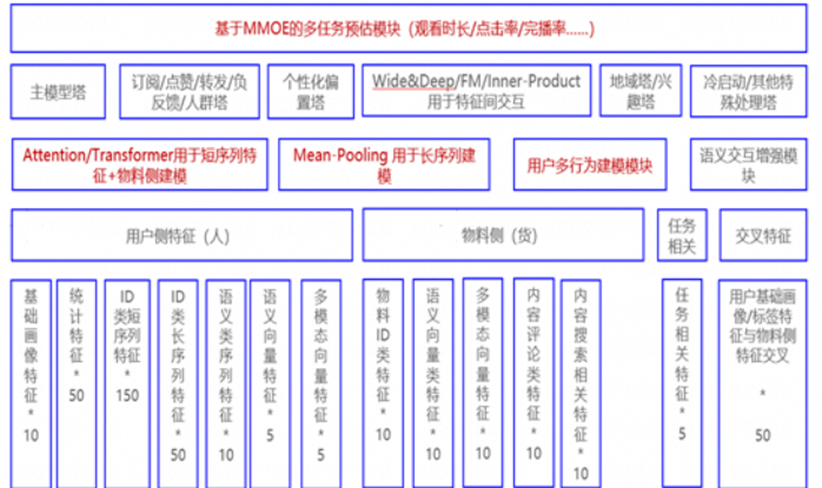 基于MMOE的多任务预估模块（观看时长/点击率/完播率......）
主模型塔
订阅/点赞/转发/负
反馈/人群塔
个性化偏
置塔
Wide&Deep/FM/Inner-Product
用于特征间交互
地域塔/兴
趣塔
冷启动/其他特
殊处理塔
Attention/Transformer用于短序列特
征+物料侧建模
Mean-Pooling 用于长序列建
模
用户多行为建模模块
语义交互增强模
块
用户侧特征（人）
物料侧（货）
任务
相关
交叉特征
基础画像特征*10
统计特征*50
ID类短序列特征*150
ID类长序列特征*50
语义类序列特征*10
语义向量特征*5
多模态向量特征*5
物料ID类特征*10
语义向量类特征*10
多模态向量特征*10
内容评论类特征*10
内容搜索相关特征*10
任务相关特征*5
用户基础画
像/标签特
征与物料侧
特征交叉
*
50